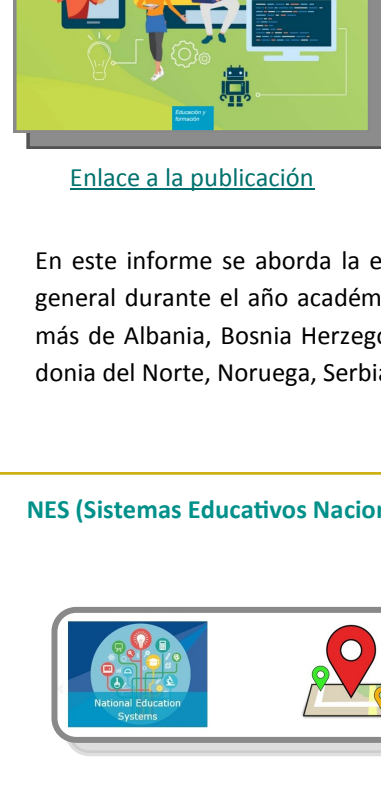 Educación y
formación
Enlace a la publicación
En este informe se aborda la e
general durante el año académ
más de Albania, Bosnia Herzego
donia del Norte, Noruega, Serbia
NES (Sistemas Educativos Nacion
National Education
Systems